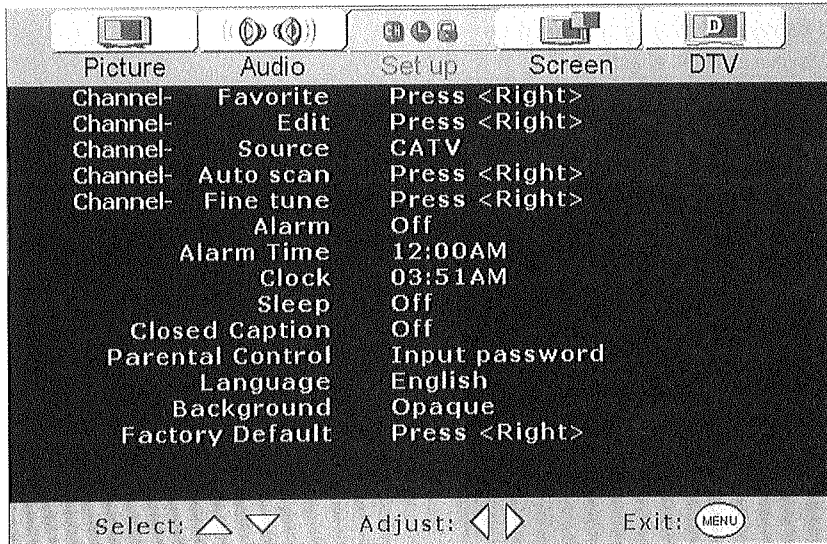 Picture Audio Set up Screen DTV
Channel- Favorite Press <Right>
Channel- Edit Press <Right>
Channel- Source CATV
Channel- Auto scan Press <Right>
Channel- Fine tune Press <Right>
Alarm Off
Alarm Time 12:00AM
Clock 03:51AM
Sleep Off
Closed Caption Off
Parental Control Input password
Language English
Background Opaque
Factory Default Press <Right>
Select: Adjust: Exit: MENU